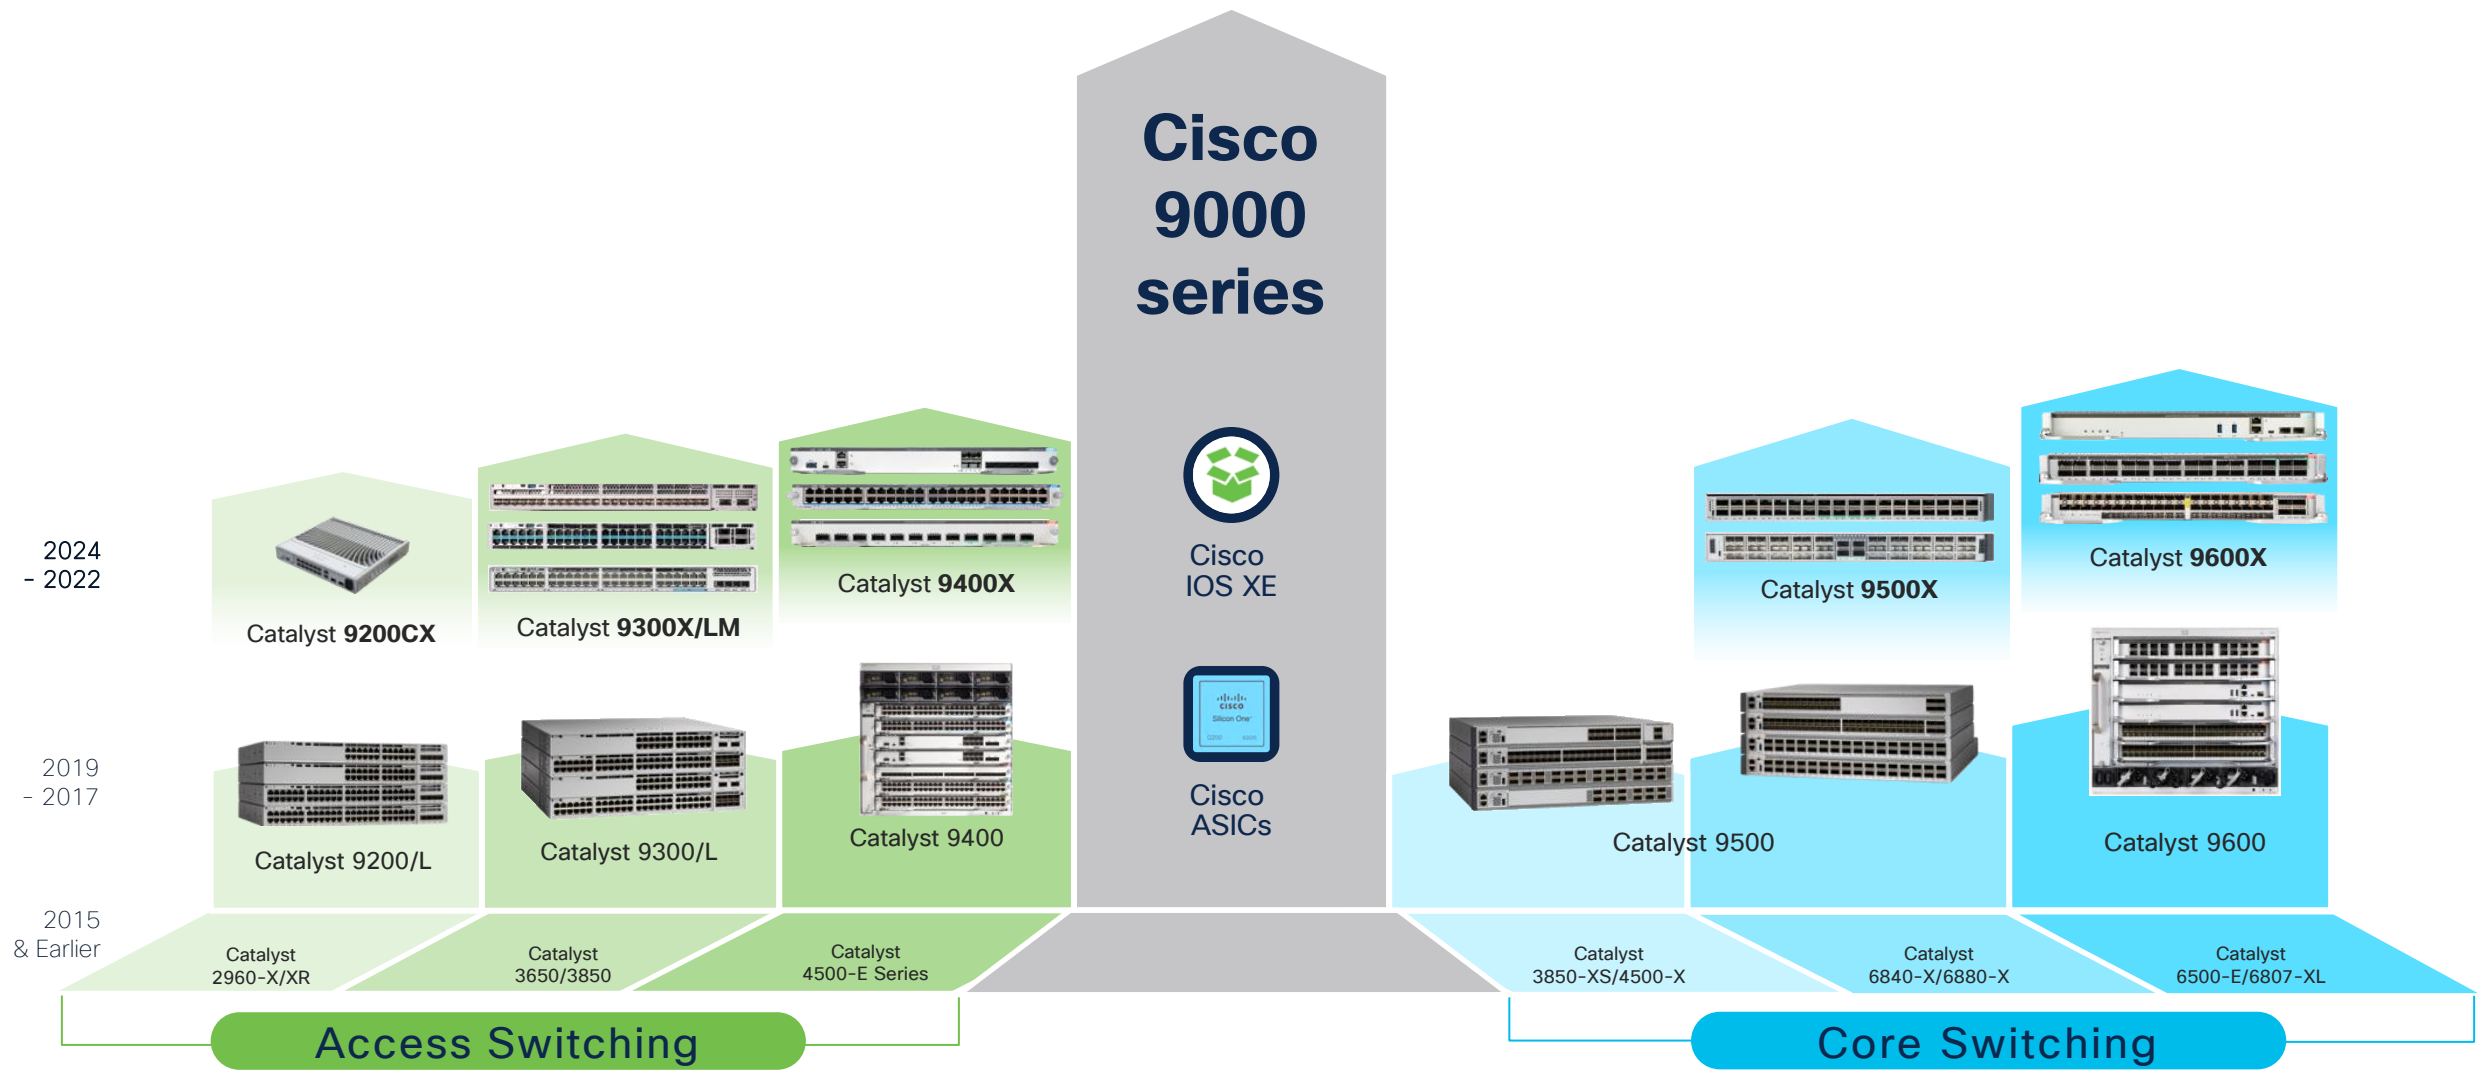 Cisco
9000
series
Cisco
IOS XE
CISCO
Silicon One
Cisco
ASICs
2024
- 2022
Catalyst 9200CX
Catalyst 9300X/LM
Catalyst 9400X
Catalyst 9500X
Catalyst 9600X
2019
- 2017
Catalyst 9200/L
Catalyst 9300/L
Catalyst 9400
Catalyst 9500
Catalyst 9600
2015
& Earlier
Catalyst
2960-X/XR
Catalyst
3650/3850
Catalyst
4500-E Series
Catalyst
3850-XS/4500-X
Catalyst
6840-X/6880-X
Catalyst
6500-E/6807-XL
Access Switching
Core Switching